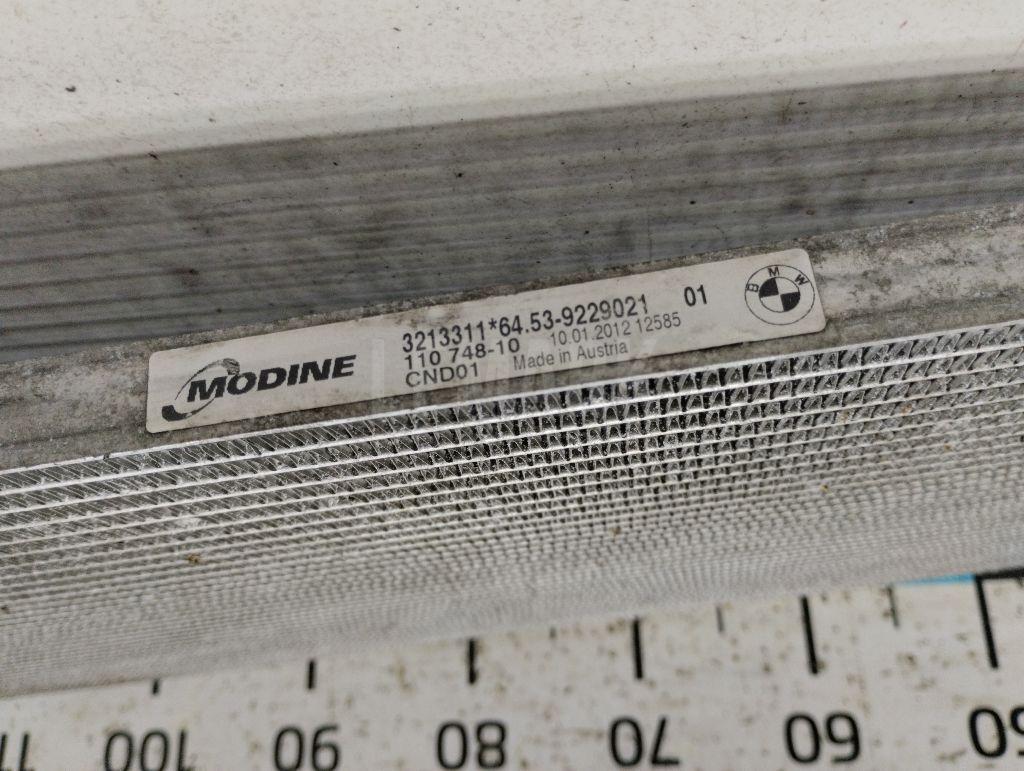 MODINE
3213311*64.53-9229021 01
110 748-10 10.01.2012 12585
CND01 Made in Austria
BMW
11 100 90 80 70 60 50